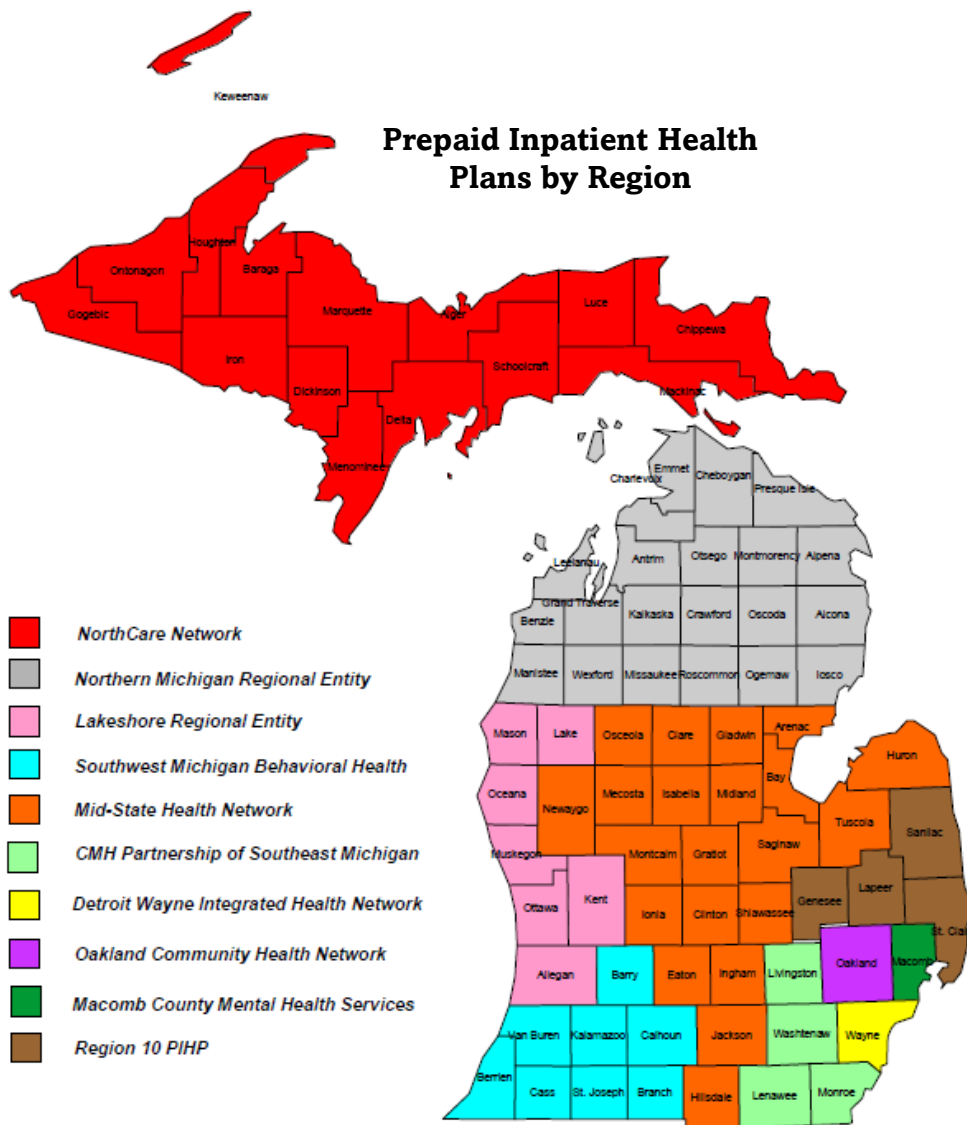 Keweenaw
Prepaid Inpatient Health
Plans by Region
Houghton
Ontonagon
Baraga
Gogebic
Marquette
Alger
Luce
Chippewa
Iron
Schoolcraft
Dickinson
Mackinac
Delta
Menominee
Emmet
Charlevoix
Cheboygan
Presque Isle
Leelanau
Antrim
Otsego
Montmorency
Alpena
Grand Traverse
Benzie
Kalkaska
Crawford
Oscoda
Alcona
Manistee
Wexford
Missaukee
Roscommon
Ogemaw
Iosco
NorthCare Network
Northern Michigan Regional Entity
Lakeshore Regional Entity
Southwest Michigan Behavioral Health
Mid-State Health Network
CMH Partnership of Southeast Michigan
Detroit Wayne Integrated Health Network
Oakland Community Health Network
Macomb County Mental Health Services
Region 10 PIHP
Mason
Lake
Osceola
Clare
Gladwin
Arenac
Huron
Oceana
Newaygo
Mecosta
Isabella
Midland
Bay
Tuscola
Sanilac
Muskegon
Montcalm
Gratiot
Saginaw
Lapeer
Genesee
Ottawa
Kent
Ionia
Clinton
Shiawassee
St. Clair
Allegan
Barry
Eaton
Ingham
Livingston
Oakland
Macomb
Van Buren
Kalamazoo
Calhoun
Jackson
Washtenaw
Wayne
Berrien
Cass
St. Joseph
Branch
Hillsdale
Lenawee
Monroe